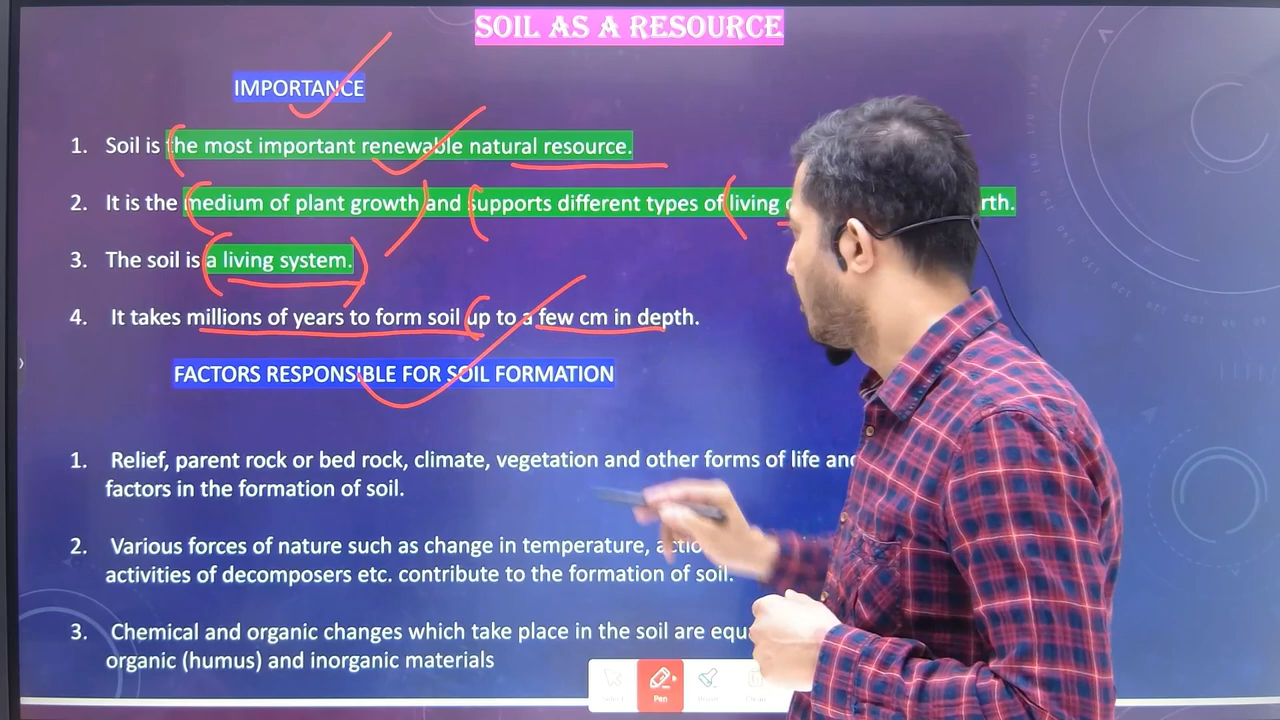 SOIL AS A RESOURCE
IMPORTANCE
1. Soil is the most important renewable natural resource.
2. It is the medium of plant growth and supports different types of living rth.
3. The soil is a living system.
4. It takes millions of years to form soil up to a few cm in depth.
FACTORS RESPONSIBLE FOR SOIL FORMATION
1. Relief, parent rock or bed rock, climate, vegetation and other forms of life and
factors in the formation of soil.
2. Various forces of nature such as change in temperature,
activities of decomposers etc. contribute to the formation of soil.
3. Chemical and organic changes which take place in the soil are
organic (humus) and inorganic materials
Pen